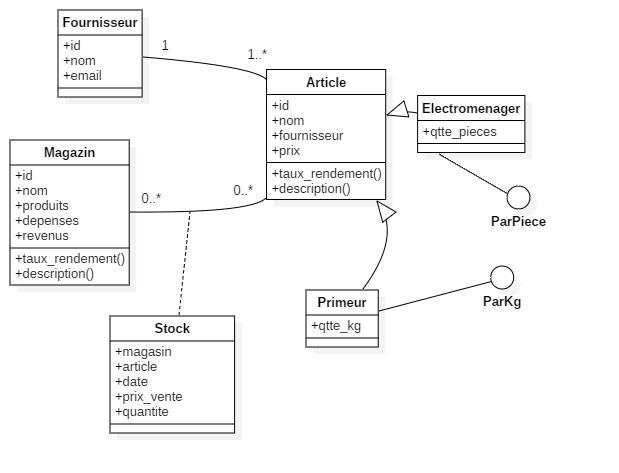 Fournisseur
+id
+nom
+email
1
1..*
Article
+id
+nom
+fournisseur
+prix
+taux_rendement()
+description()
Electromenager
+qtte_pieces
Magazin
+id
+nom
+produits
+depenses
+revenus
+taux_rendement()
+description()
0..*
0..*
ParPiece
ParKg
Primeur
+qtte_kg
Stock
+magasin
+article
+date
+prix_vente
+quantite